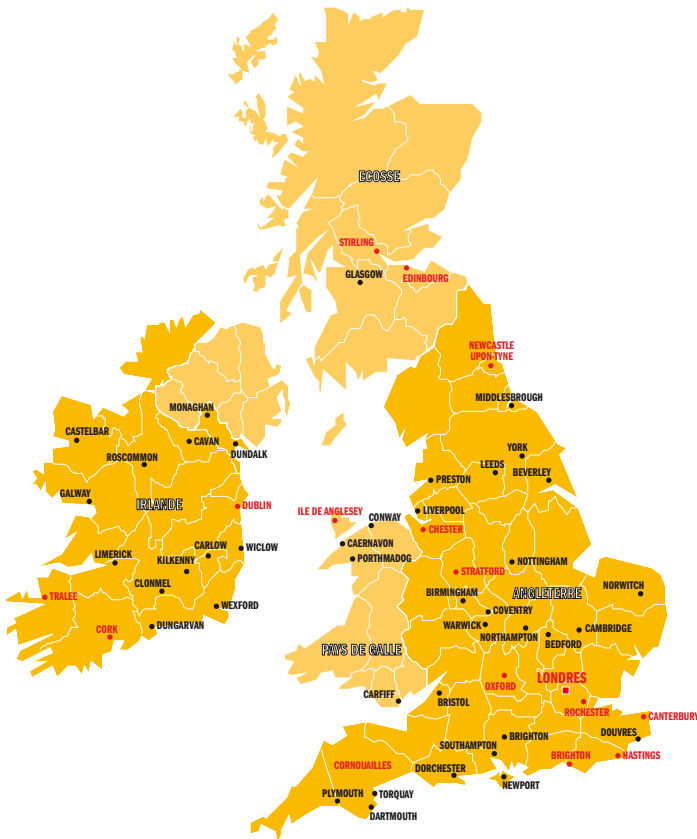 ECOSSE
STIRLING
GLASGOW
EDINBOURG
NEWCASTLE
UPON-TYNE
MIDDLESBROUGH
MONAGHAN
CASTELBAR
CAVAN
DUNDALK
ROSCOMMON
YORK
LEEDS
BEVERLEY
PRESTON
GALWAY
IRLANDE
DUBLIN
ILE DE ANGLESEY
CONWAY
LIVERPOOL
CHESTER
CAERNAVON
PORTHMADOG
LIMERICK
KILKENNY
CARLOW
WICLOW
CLONMEL
STRATFORD
NOTTINGHAM
NORWITCH
TRALEE
WEXFORD
BIRMINGHAM
ANGLETERRE
COVENTRY
CORK
DUNGARVAN
WARWICK
NORTHAMPTON
BEDFORD
CAMBRIDGE
PAYS DE GALLE
CARFIFF
BRISTOL
OXFORD
LONDRES
ROCHESTER
CANTERBURY
DOUVRES
BRIGHTON
SOUTHAMPTON
BRIGHTON
HASTINGS
CORNOUAILLES
DORCHESTER
NEWPORT
PLYMOUTH
TORQUAY
DARTMOUTH